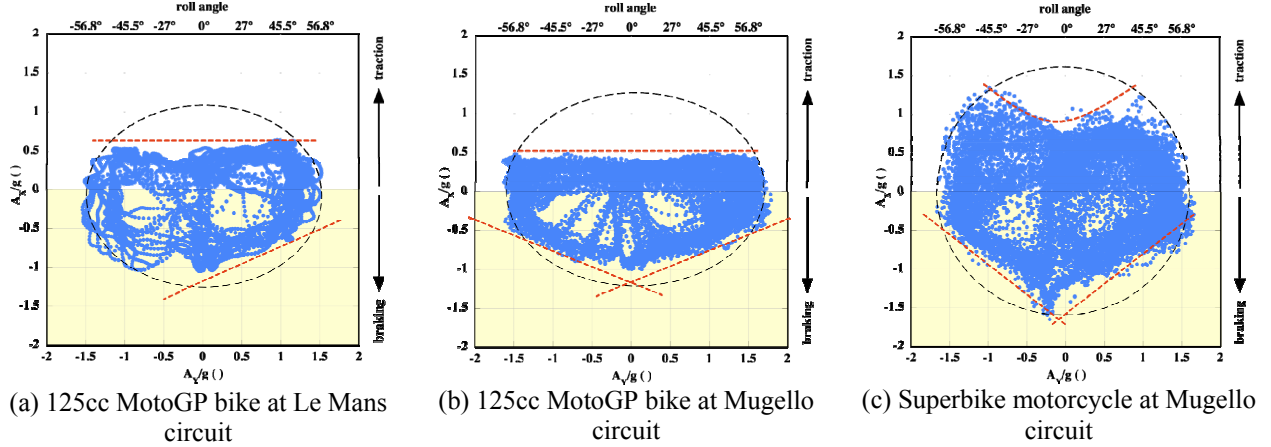 roll angle
-56.8° -45.5° -27° 0° 27° 45.5° 56.8°
2
1.5
1
0.5
0
-0.5
-1
-1.5
-2
A_X/g ( )
-2 -1.5 -1 -0.5 0 0.5 1 1.5 2
A_Y/g ( )
traction
braking
(a) 125cc MotoGP bike at Le Mans
circuit
roll angle
-56.8° -45.5° -27° 0° 27° 45.5° 56.8°
2
1.5
1
0.5
0
-0.5
-1
-1.5
-2
A_X/g ( )
-2 -1.5 -1 -0.5 0 0.5 1 1.5 2
A_Y/g ( )
traction
braking
(b) 125cc MotoGP bike at Mugello
circuit
roll angle
-56.8° -45.5° -27° 0° 27° 45.5° 56.8°
2
1.5
1
0.5
0
-0.5
-1
-1.5
-2
A_X/g ( )
-2 -1.5 -1 -0.5 0 0.5 1 1.5 2
A_Y/g ( )
traction
braking
(c) Superbike motorcycle at Mugello
circuit